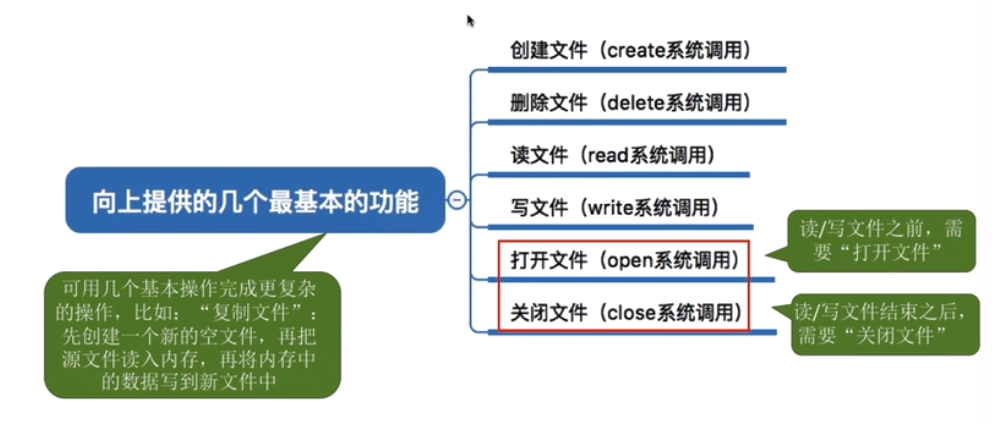 创建文件（create系统调用）
删除文件（delete系统调用）
读文件（read系统调用）
向上提供的几个最基本的功能
写文件（write系统调用）
读/写文件之前，需
要“打开文件”
打开文件（open系统调用）
可用几个基本操作完成更复杂
的操作，比如：“复制文件”：
先创建一个新的空文件，再把
源文件读入内存，再将内存中
的数据写到新文件中
关闭文件（close系统调用）
读/写文件结束之后，
需要“关闭文件”